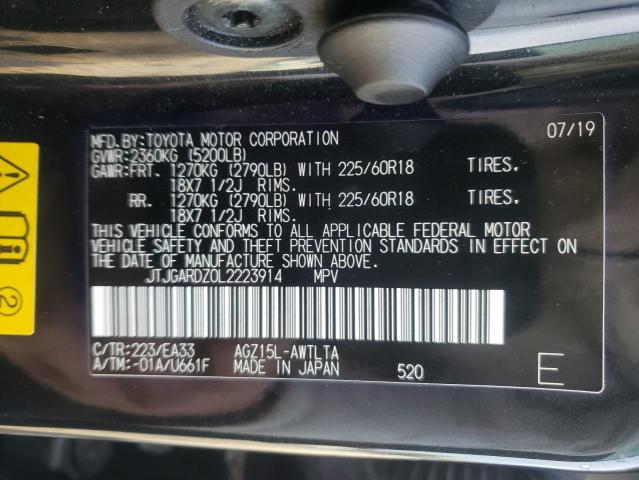 MFD.BY:TOYOTA MOTOR CORPORATION 07/19
GVWR:2360KG (5200LB)
GAWR:FRT. 1270KG (2790LB) WITH 225/60R18 TIRES.
18X7 1/2J RIMS.
RR. 1270KG (2790LB) WITH 225/60R18 TIRES.
18X7 1/2J RIMS.
THIS VEHICLE CONFORMS TO ALL APPLICABLE FEDERAL MOTOR
VEHICLE SAFETY AND THEFT PREVENTION STANDARDS IN EFFECT ON
THE DATE OF MANUFACTURE SHOWN ABOVE.
JTJGARDZ0L2223914 MPV
C/TR:223/EA33 AGZ15L-AWTLTA
A/TM:-01A/U661F MADE IN JAPAN 520 E
2